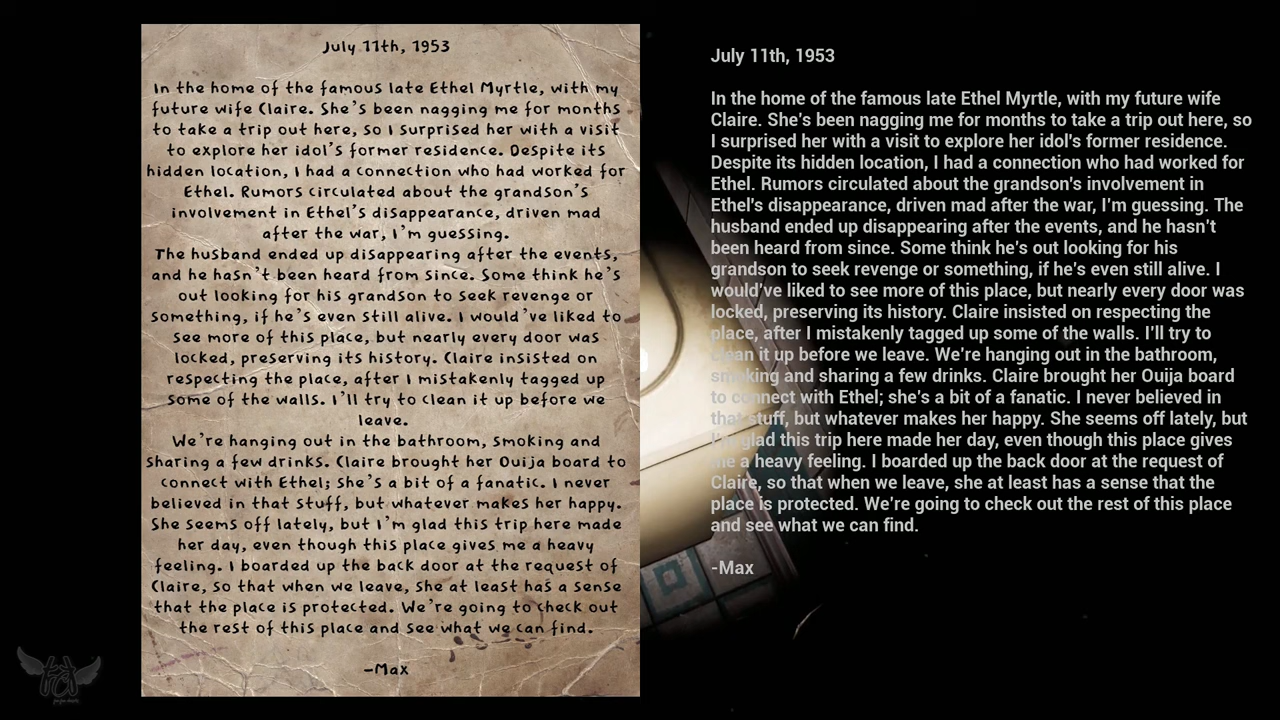 July 11th, 1953
In the home of the famous late Ethel Myrtle, with my
future wife Claire. She's been nagging me for months
to take a trip out here, so I surprised her with a visit
to explore her idol's former residence. Despite its
hidden location, I had a connection who had worked for
Ethel. Rumors circulated about the grandson's
involvement in Ethel's disappearance, driven mad
after the war, I'm guessing.
The husband ended up disappearing after the events,
and he hasn't been heard from since. Some think he's
out looking for his grandson to seek revenge or
something, if he's even still alive. I would've liked to
see more of this place, but nearly every door was
locked, preserving its history. Claire insisted on
respecting the place, after I mistakenly tagged up
some of the walls. I'll try to clean it up before we
leave.
We're hanging out in the bathroom, smoking and
sharing a few drinks. Claire brought her Ouija board to
connect with Ethel; she's a bit of a fanatic. I never
believed in that stuff, but whatever makes her happy.
She seems off lately, but I'm glad this trip here made
her day, even though this place gives me a heavy
feeling. I boarded up the back door at the request of
Claire, so that when we leave, she at least has a sense
that the place is protected. We're going to check out
the rest of this place and see what we can find.
-Max
July 11th, 1953
In the home of the famous late Ethel Myrtle, with my future wife
Claire. She's been nagging me for months to take a trip out here, so
I surprised her with a visit to explore her idol's former residence.
Despite its hidden location, I had a connection who had worked for
Ethel. Rumors circulated about the grandson's involvement in
Ethel's disappearance, driven mad after the war, I'm guessing. The
husband ended up disappearing after the events, and he hasn't
been heard from since. Some think he's out looking for his
grandson to seek revenge or something, if he's even still alive. I
would've liked to see more of this place, but nearly every door was
locked, preserving its history. Claire insisted on respecting the
place, after I mistakenly tagged up some of the walls. I'll try to
clean it up before we leave. We're hanging out in the bathroom,
smoking and sharing a few drinks. Claire brought her Ouija board
to connect with Ethel; she's a bit of a fanatic. I never believed in
that stuff, but whatever makes her happy. She seems off lately, but
I'm glad this trip here made her day, even though this place gives
me a heavy feeling. I boarded up the back door at the request of
Claire, so that when we leave, she at least has a sense that the
place is protected. We're going to check out the rest of this place
and see what we can find.
-Max